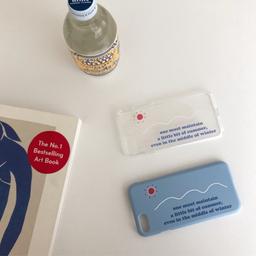 The No.1
Bestselling
Art Book
one must maintain
a little bit of summer,
even in the middle of winter
one must maintain
a little bit of summer,
even in the middle of winter